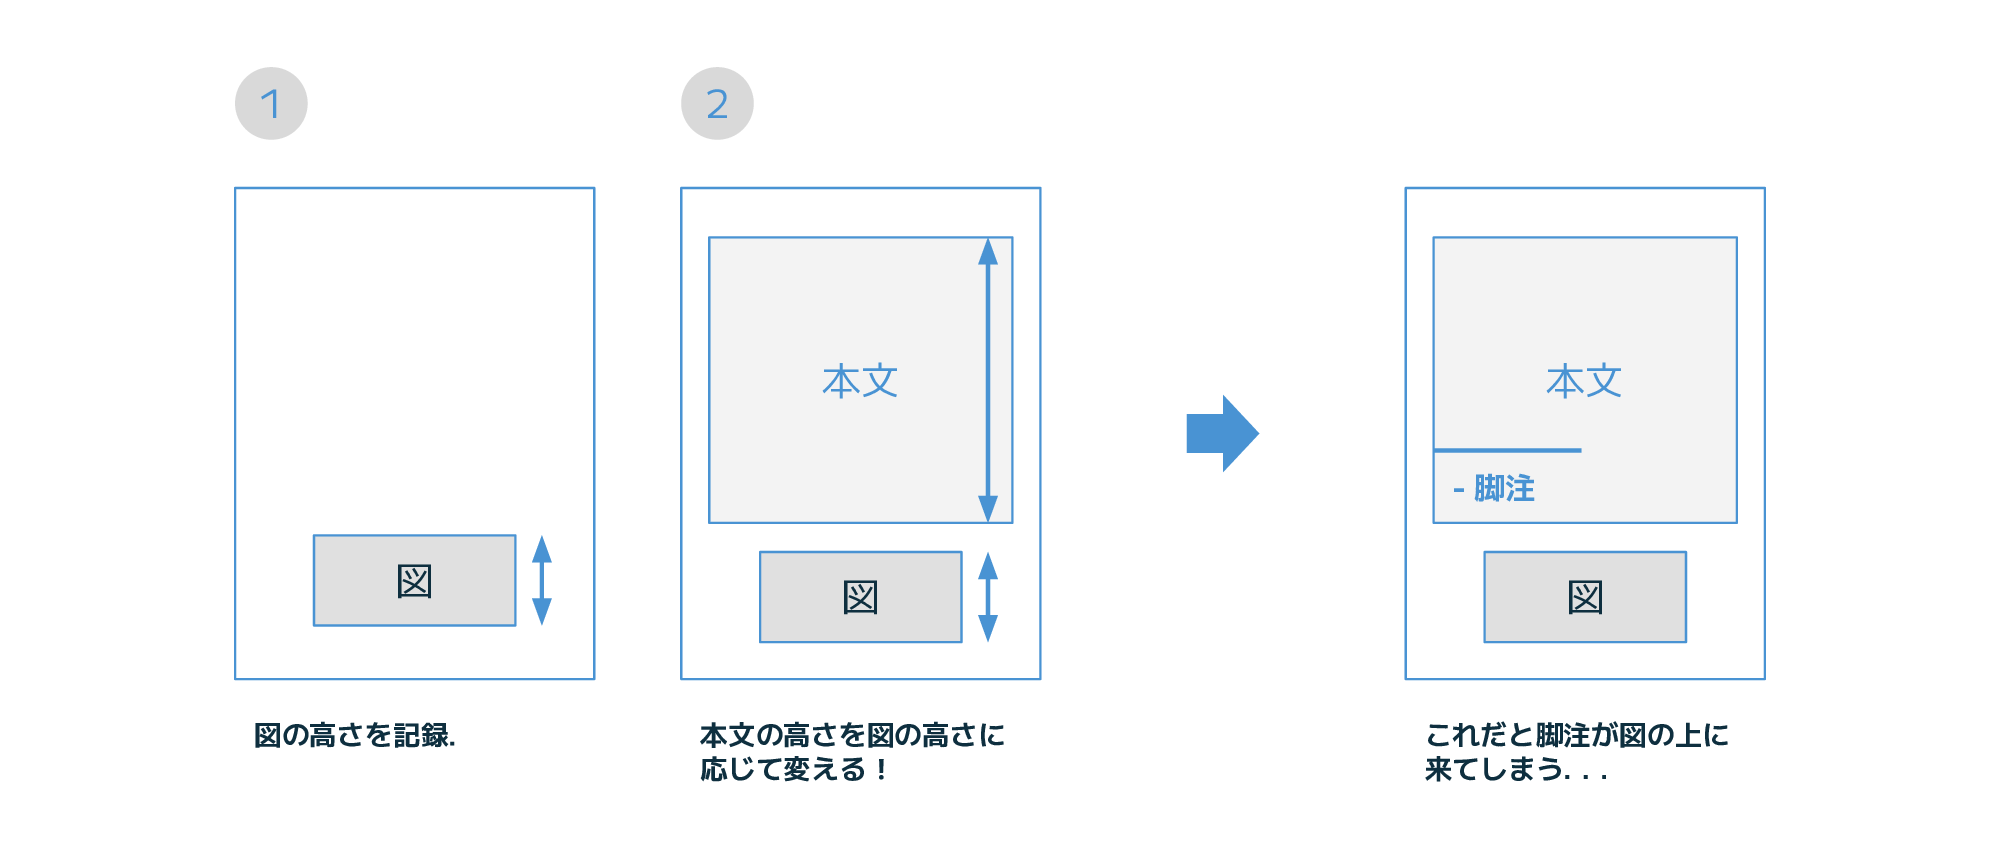 1
2
図
本文
図
本文
- 脚注
図
図の高さを記録.
本文の高さを図の高さに
応じて変える！
これだと脚注が図の上に
来てしまう. . .